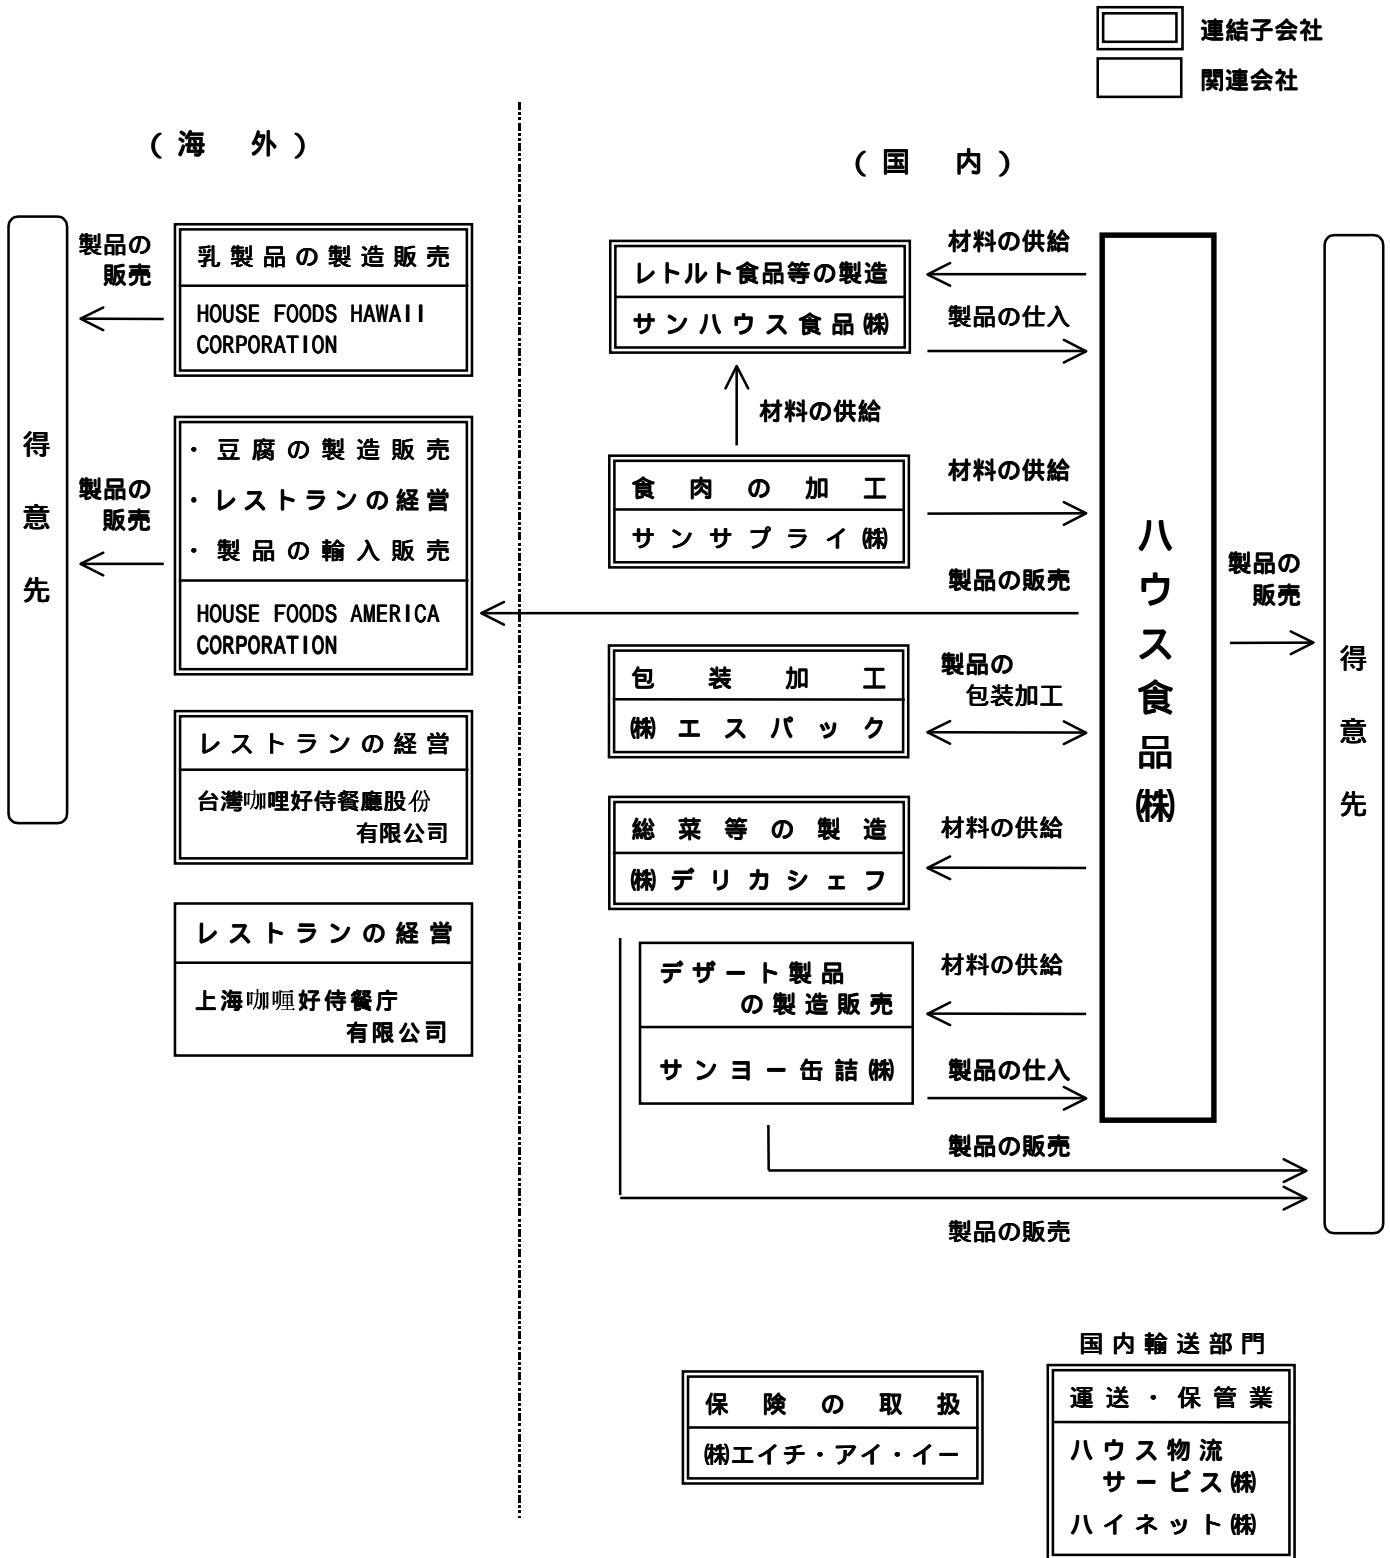 連結子会社
関連会社
(海　外)
(国　内)
得意先
製品の
販売
乳製品の製造販売
HOUSE FOODS HAWAII
CORPORATION
製品の
販売
・豆腐の製造販売
・レストランの経営
・製品の輸入販売
HOUSE FOODS AMERICA
CORPORATION
レストランの経営
台灣咖哩好侍餐廳股份
有限公司
レストランの経営
上海咖喱好侍餐庁
有限公司
レトルト食品等の製造
サンハウス食品㈱
材料の供給
製品の仕入
材料の供給
食肉の加工
サンサプライ㈱
材料の供給
製品の販売
包装加工
㈱エスパック
製品の
包装加工
総菜等の製造
㈱デリカシェフ
材料の供給
デザート製品
の製造販売
サンヨー缶詰㈱
材料の供給
製品の仕入
製品の販売
製品の販売
ハウス食品㈱
製品の
販売
得意先
保険の取扱
㈱エイチ・アイ・イー
国内輸送部門
運送・保管業
ハウス物流
サービス㈱
ハイネット㈱